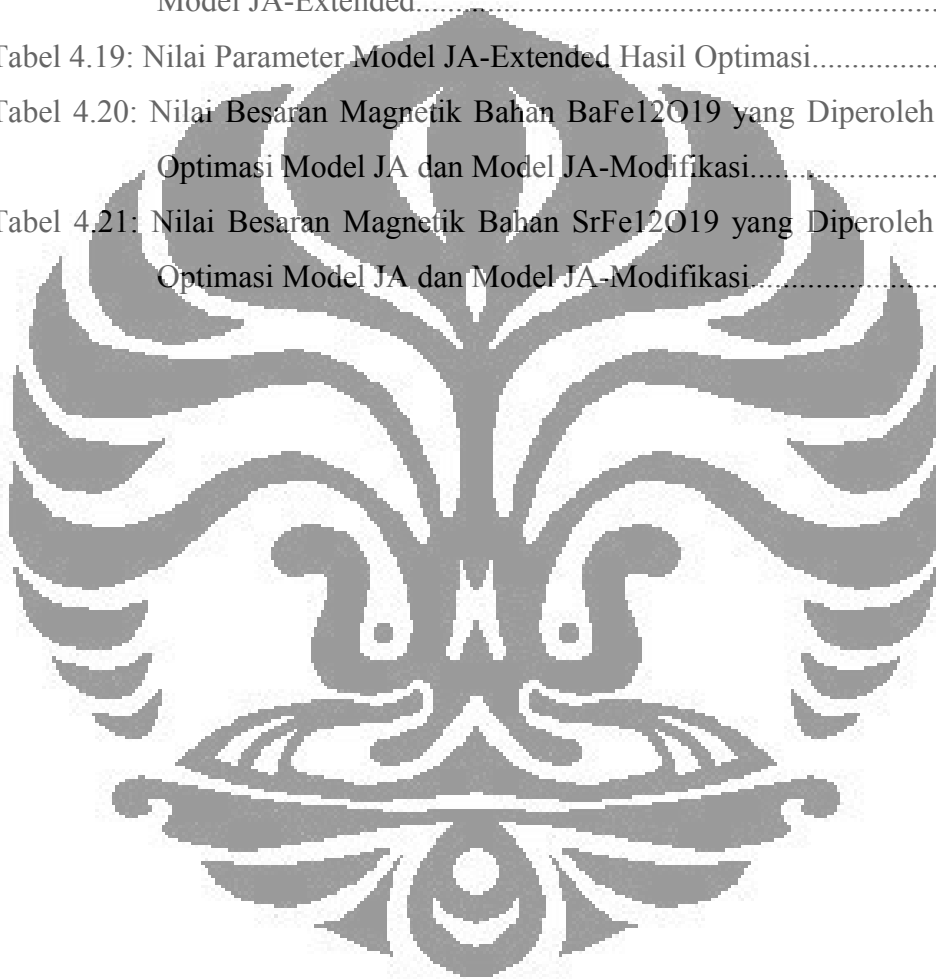 Model JA-Extended................................................................
Tabel 4.19: Nilai Parameter Model JA-Extended Hasil Optimasi...............
Tabel 4.20: Nilai Besaran Magnetik Bahan BaFe12O19 yang Diperoleh
Optimasi Model JA dan Model JA-Modifikasi.......................
Tabel 4.21: Nilai Besaran Magnetik Bahan SrFe12O19 yang Diperoleh
Optimasi Model JA dan Model JA-Modifikasi.......................